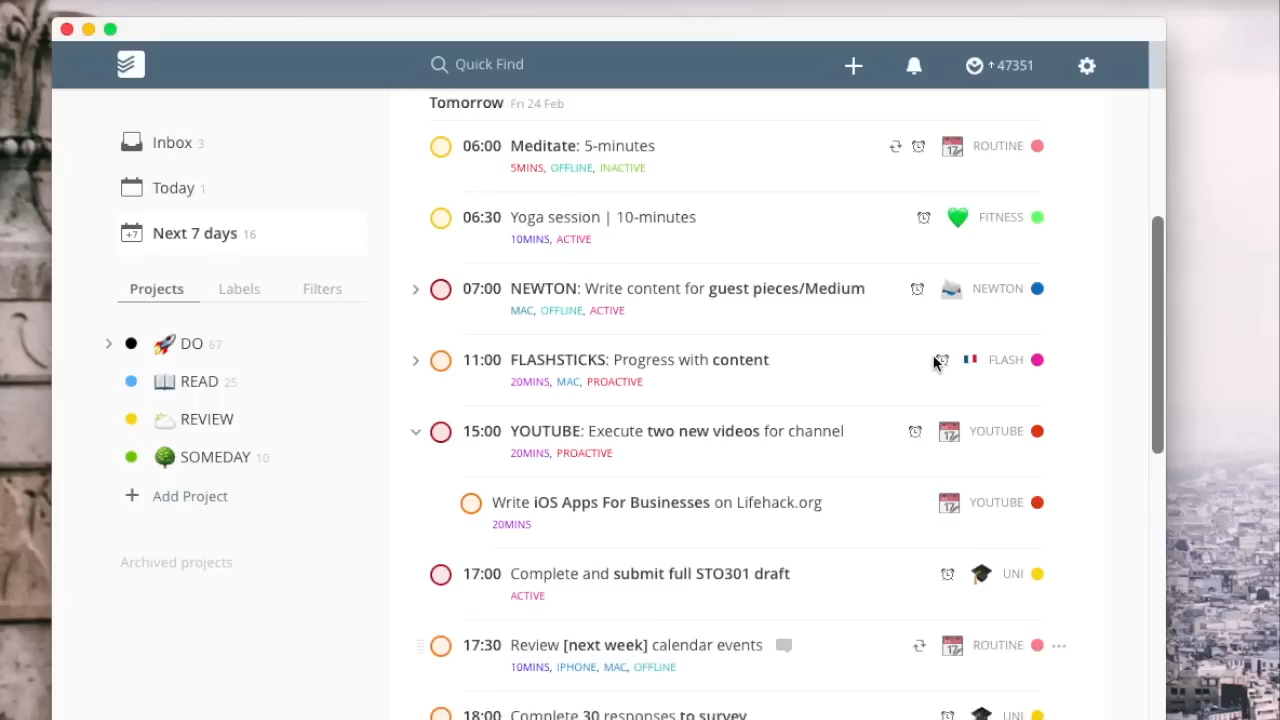 Quick Find
47351
Inbox 3
Today 1
+7 Next 7 days 16
Projects Labels Filters
DO 67
READ 25
REVIEW
SOMEDAY 10
+ Add Project
Archived projects
Tomorrow Fri 24 Feb
06:00 Meditate: 5-minutes ROUTINE
5MINS, OFFLINE, INACTIVE
06:30 Yoga session | 10-minutes FITNESS
10MINS, ACTIVE
07:00 NEWTON: Write content for guest pieces/Medium NEWTON
MAC, OFFLINE, ACTIVE
11:00 FLASHSTICKS: Progress with content FLASH
20MINS, MAC, PROACTIVE
15:00 YOUTUBE: Execute two new videos for channel 17 YOUTUBE
20MINS, PROACTIVE
Write iOS Apps For Businesses on Lifehack.org 17 YOUTUBE
20MINS
17:00 Complete and submit full STO301 draft UNI
ACTIVE
17:30 Review [next week] calendar events 17 ROUTINE
10MINS, IPHONE, MAC, OFFLINE
18:00 Complete 30 responses to survey UNI